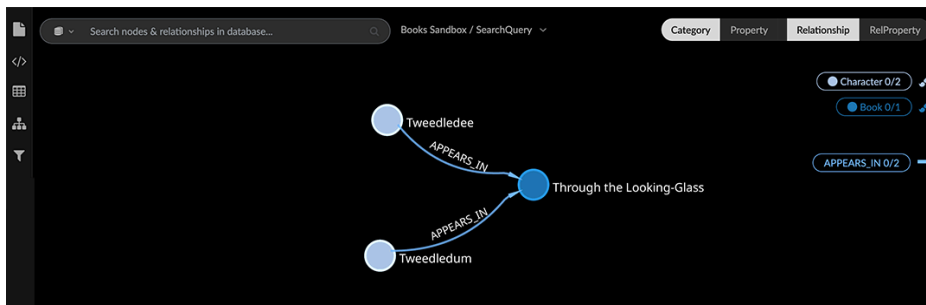 Search nodes & relationships in database...
Books Sandbox / SearchQuery
Category
Property
Relationship
RelProperty
Character 0/2
Book 0/1
Tweedledee
APPEARS_IN
APPEARS_IN 0/2
Through the Looking-Glass
APPEARS_IN
Tweedledum